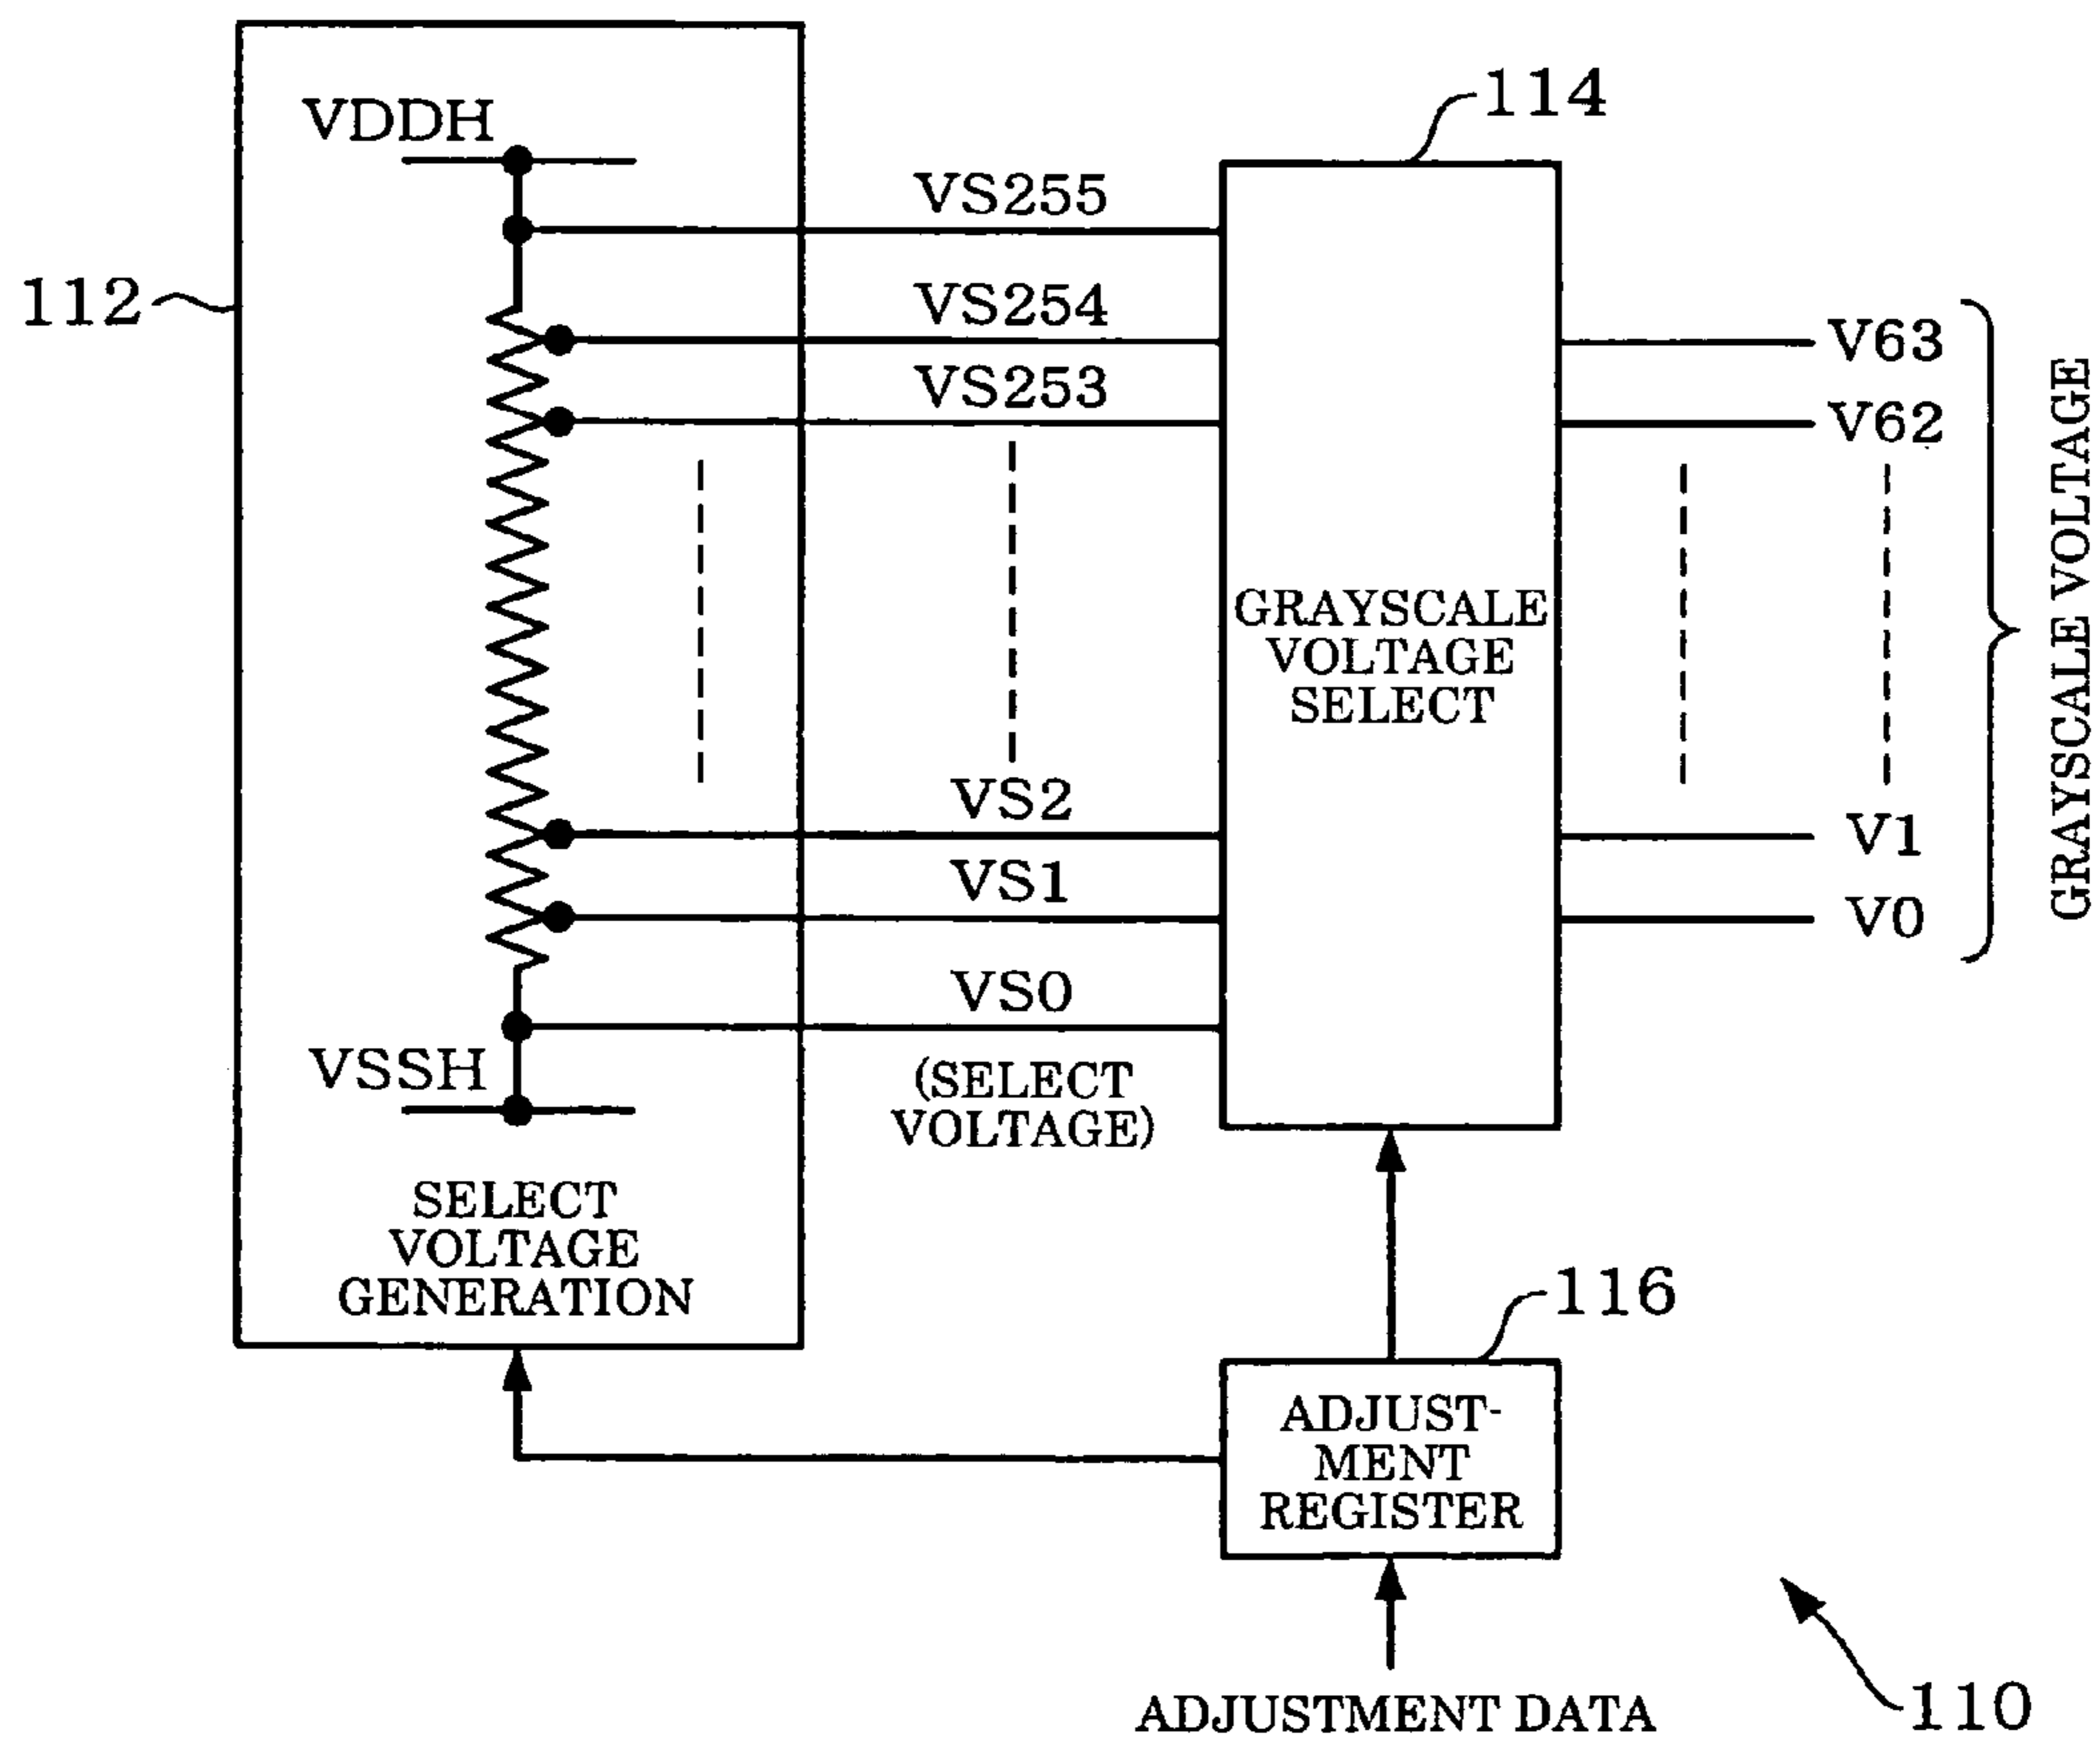 114
VDDH
VS255
112
VS254
V63
VS253
V62
GRAYSCALE
VOLTAGE
SELECT
GRAYSCALE VOLTAGE
VS2
V1
VS1
V0
VS0
VSSH
(SELECT
VOLTAGE)
SELECT
VOLTAGE
GENERATION
116
ADJUST-
MENT
REGISTER
ADJUSTMENT DATA
110